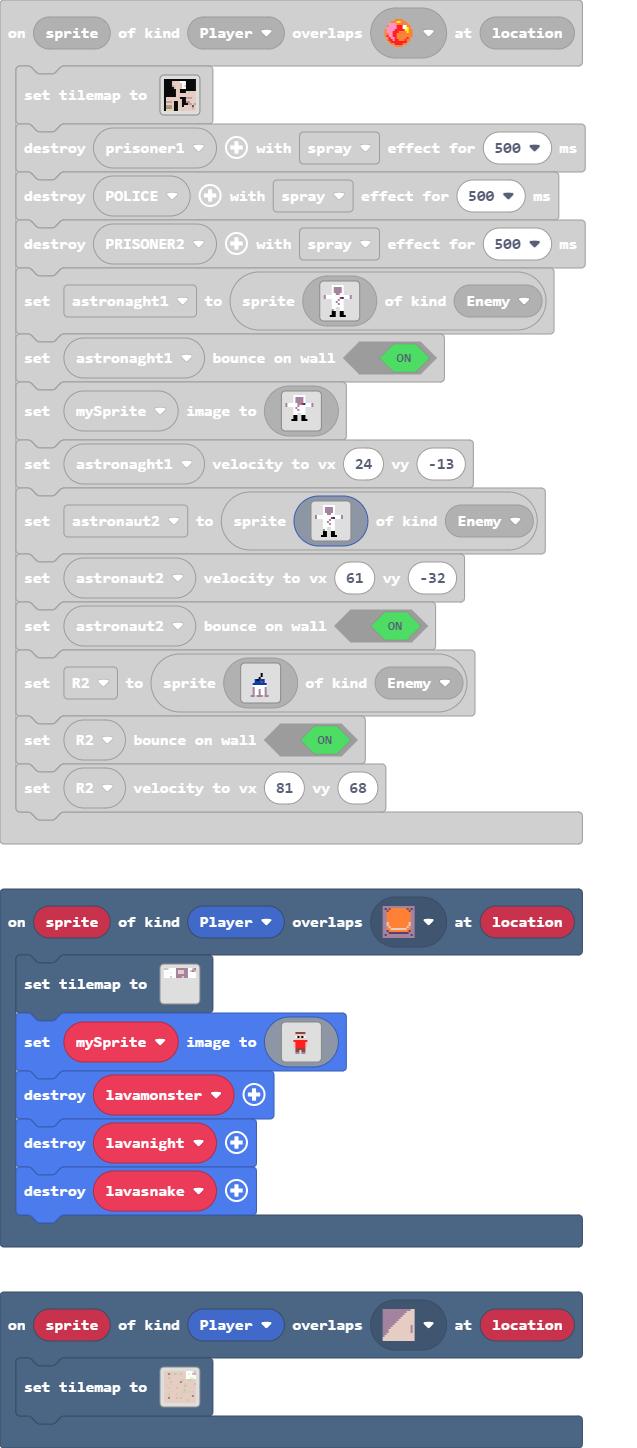 on sprite of kind Player overlaps at location
set tilemap to
destroy prisoner1 with spray effect for 500 ms
destroy POLICE with spray effect for 500 ms
destroy PRISONER2 with spray effect for 500 ms
set astronaght1 to sprite of kind Enemy
set astronaght1 bounce on wall ON
set mySprite image to
set astronaght1 velocity to vx 24 vy -13
set astronaut2 to sprite of kind Enemy
set astronaut2 velocity to vx 61 vy -32
set astronaut2 bounce on wall ON
set R2 to sprite of kind Enemy
set R2 bounce on wall ON
set R2 velocity to vx 81 vy 68
on sprite of kind Player overlaps at location
set tilemap to
set mySprite image to
destroy lavamonster
destroy lavanight
destroy lavasnake
on sprite of kind Player overlaps at location
set tilemap to